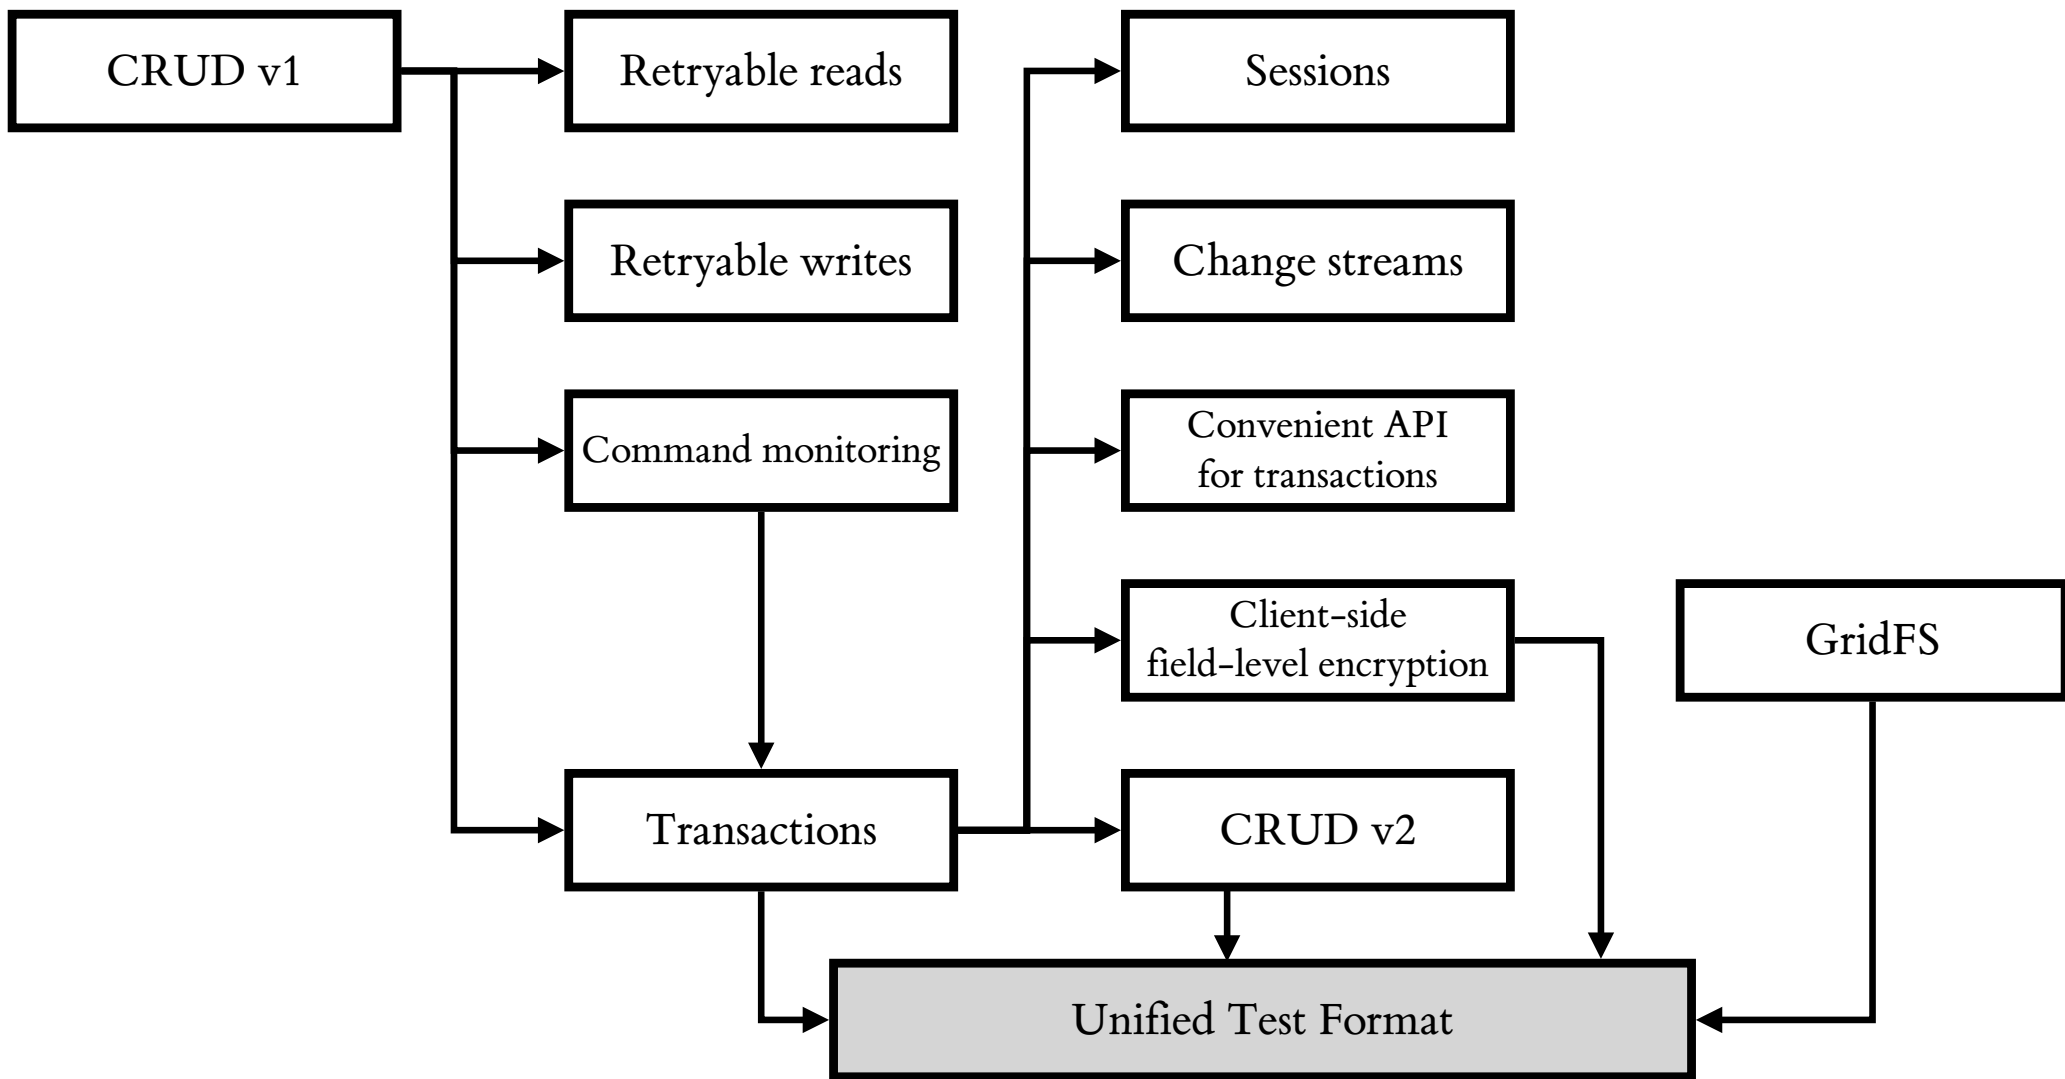 CRUD v1
Retryable reads
Sessions
Retryable writes
Change streams
Command monitoring
Convenient API
for transactions
Client-side
field-level encryption
GridFS
Transactions
CRUD v2
Unified Test Format